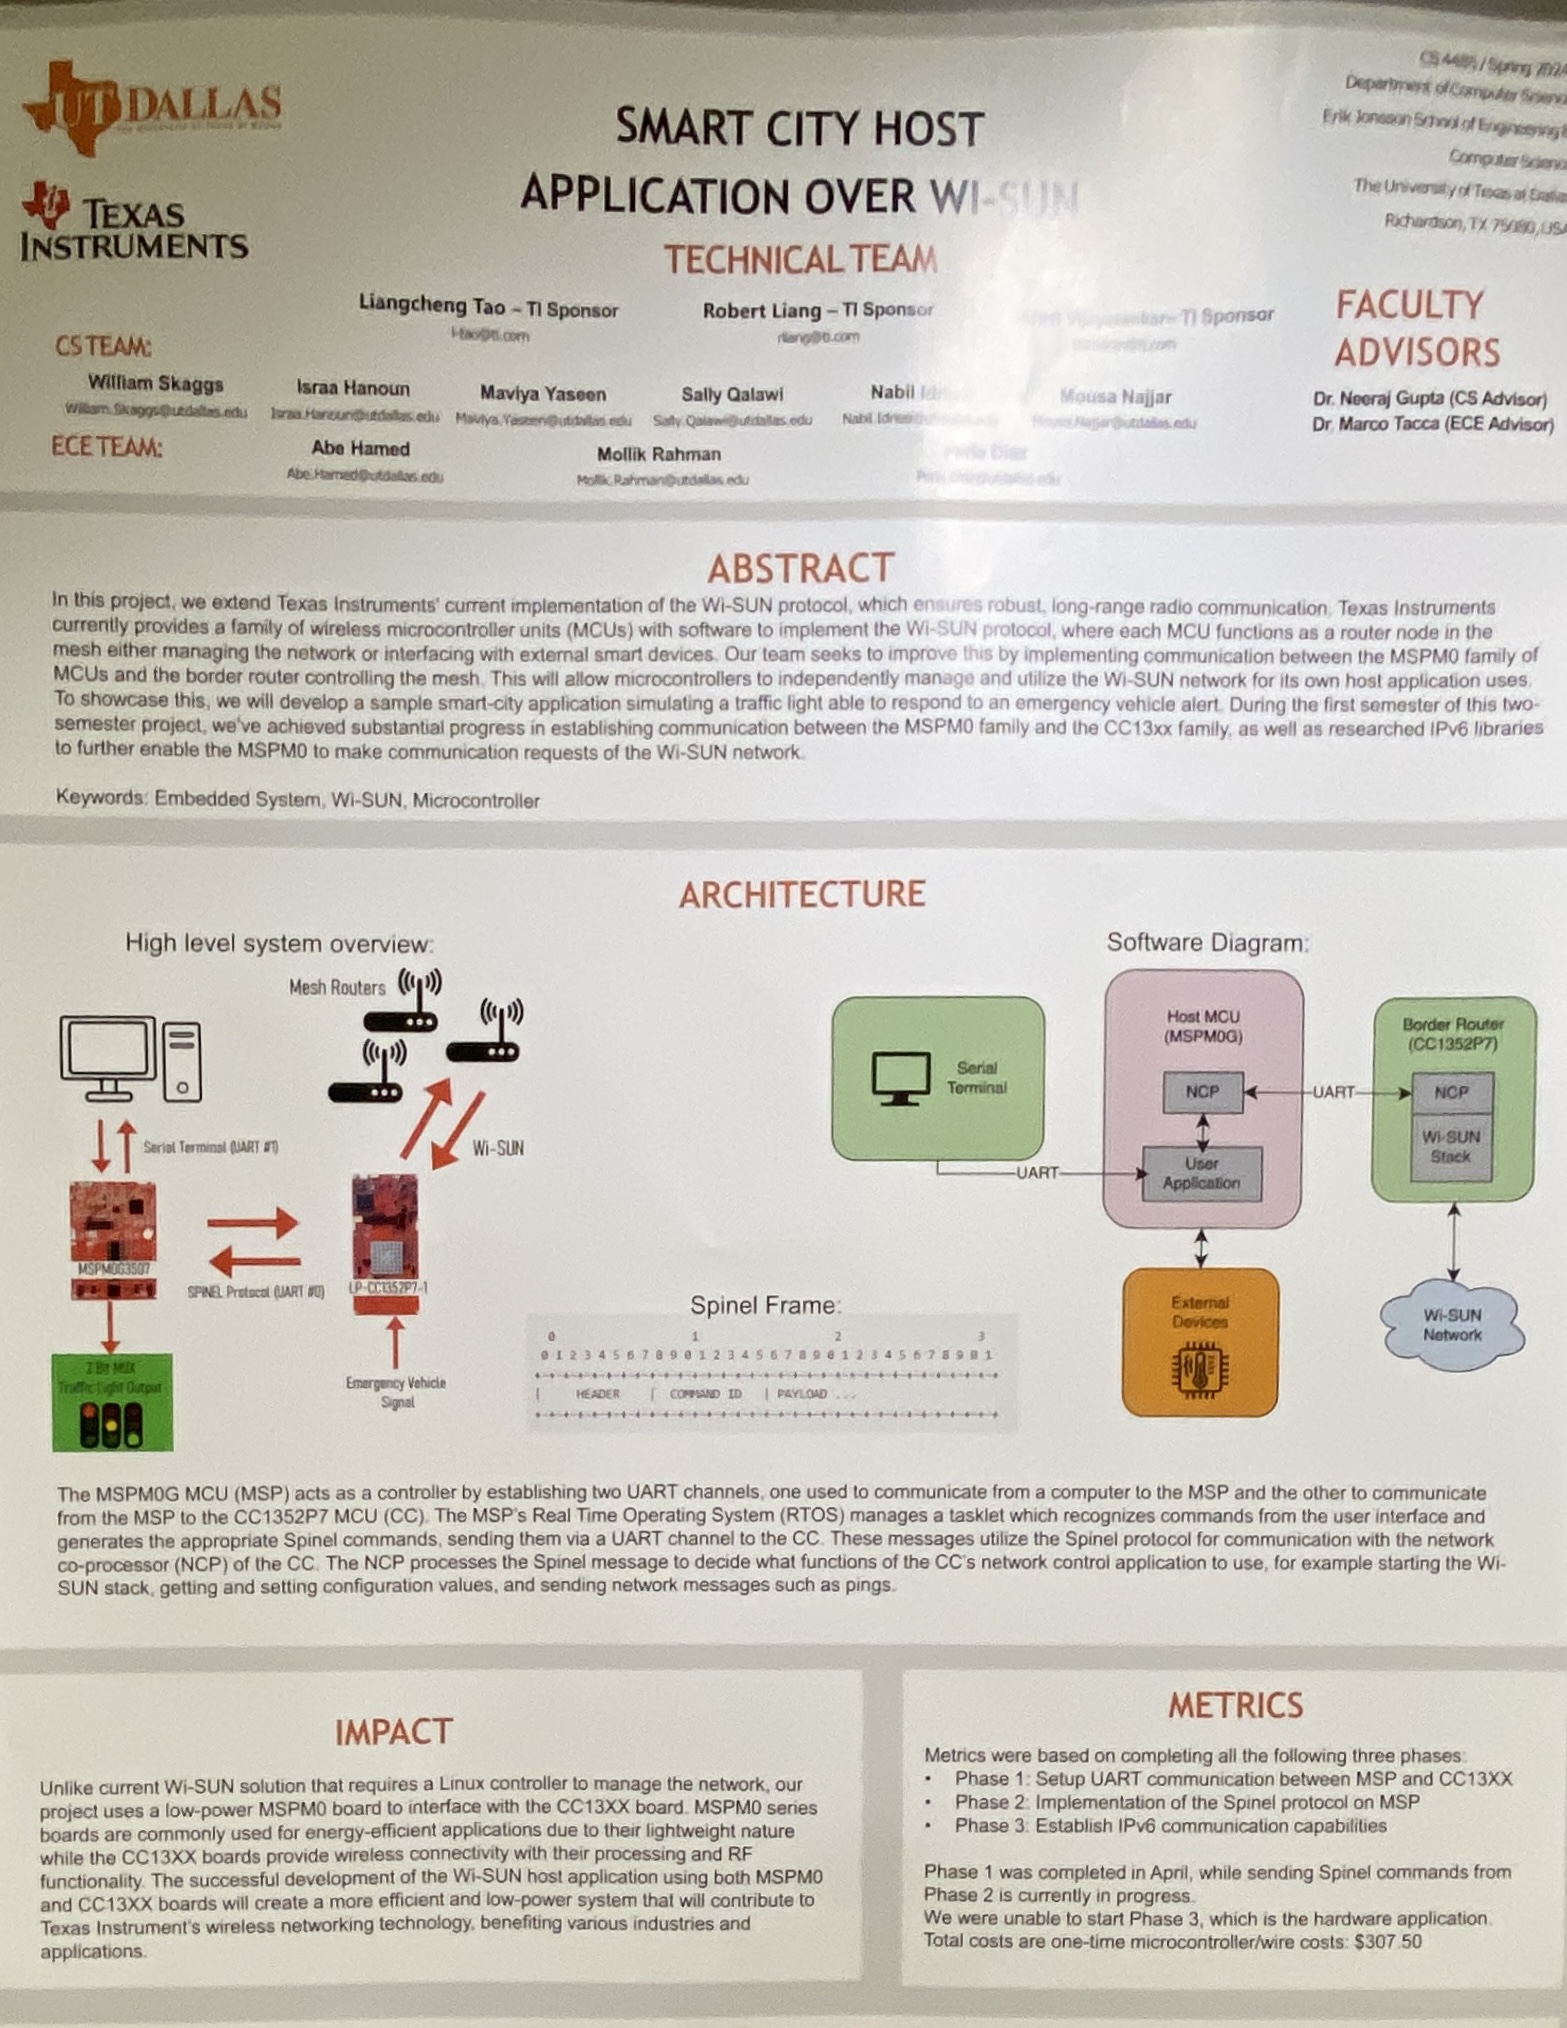 UT DALLAS
TEXAS INSTRUMENTS
SMART CITY HOST
APPLICATION OVER WI-SUN
CS 4485 / Spring
Department of Computer
Erik Jonsson School of Engineering
Computer
The University of Texas at
Richardson, TX 75080, USA
TECHNICAL TEAM
Liangcheng Tao – TI Sponsor
Robert Liang – TI Sponsor
TI Sponsor
l-tao@ti.com
rliang@ti.com
FACULTY
ADVISORS
Dr. Neeraj Gupta (CS Advisor)
Dr. Marco Tacca (ECE Advisor)
CS TEAM:
William Skaggs
Israa Hanoun
Maviya Yaseen
Sally Qalawi
Nabil
Mousa Najjar
William.Skaggs@utdallas.edu
Israa.Hanoun@utdallas.edu
Maviya.Yaseen@utdallas.edu
Sally.Qalawi@utdallas.edu
Mousa.Najjar@utdallas.edu
ECE TEAM:
Abe Hamed
Mollik Rahman
Abe.Hamed@utdallas.edu
Mollik.Rahman@utdallas.edu
ABSTRACT
In this project, we extend Texas Instruments' current implementation of the Wi-SUN protocol, which ensures robust, long-range radio communication. Texas Instruments
currently provides a family of wireless microcontroller units (MCUs) with software to implement the Wi-SUN protocol, where each MCU functions as a router node in the
mesh either managing the network or interfacing with external smart devices. Our team seeks to improve this by implementing communication between the MSPM0 family of
MCUs and the border router controlling the mesh. This will allow microcontrollers to independently manage and utilize the Wi-SUN network for its own host application uses.
To showcase this, we will develop a sample smart-city application simulating a traffic light able to respond to an emergency vehicle alert. During the first semester of this two-
semester project, we've achieved substantial progress in establishing communication between the MSPM0 family and the CC13xx family, as well as researched IPv6 libraries
to further enable the MSPM0 to make communication requests of the Wi-SUN network.
Keywords: Embedded System, Wi-SUN, Microcontroller
ARCHITECTURE
High level system overview:
Mesh Routers
Serial Terminal (UART #1)
Wi-SUN
MSPM0G3507
SPINEL Protocol (UART #0)
LP-CC1352P7-1
2 Bit MUX
Traffic Light Output
Emergency Vehicle
Signal
Software Diagram:
Serial
Terminal
Host MCU
(MSPM0G)
NCP
UART
Border Router
(CC1352P7)
NCP
Wi-SUN
Stack
User
Application
UART
External
Devices
Wi-SUN
Network
Spinel Frame:
0 1 2 3
0 1 2 3 4 5 6 7 8 9 0 1 2 3 4 5 6 7 8 9 0 1 2 3 4 5 6 7 8 9 0 1
| HEADER | COMMAND ID | PAYLOAD ...
The MSPM0G MCU (MSP) acts as a controller by establishing two UART channels, one used to communicate from a computer to the MSP and the other to communicate
from the MSP to the CC1352P7 MCU (CC). The MSP's Real Time Operating System (RTOS) manages a tasklet which recognizes commands from the user interface and
generates the appropriate Spinel commands, sending them via a UART channel to the CC. These messages utilize the Spinel protocol for communication with the network
co-processor (NCP) of the CC. The NCP processes the Spinel message to decide what functions of the CC's network control application to use, for example starting the Wi-
SUN stack, getting and setting configuration values, and sending network messages such as pings.
IMPACT
Unlike current Wi-SUN solution that requires a Linux controller to manage the network, our
project uses a low-power MSPM0 board to interface with the CC13XX board. MSPM0 series
boards are commonly used for energy-efficient applications due to their lightweight nature
while the CC13XX boards provide wireless connectivity with their processing and RF
functionality. The successful development of the Wi-SUN host application using both MSPM0
and CC13XX boards will create a more efficient and low-power system that will contribute to
Texas Instrument's wireless networking technology, benefiting various industries and
applications.
METRICS
Metrics were based on completing all the following three phases:
• Phase 1: Setup UART communication between MSP and CC13XX
• Phase 2: Implementation of the Spinel protocol on MSP
• Phase 3: Establish IPv6 communication capabilities
Phase 1 was completed in April, while sending Spinel commands from
Phase 2 is currently in progress.
We were unable to start Phase 3, which is the hardware application.
Total costs are one-time microcontroller/wire costs: $307.50